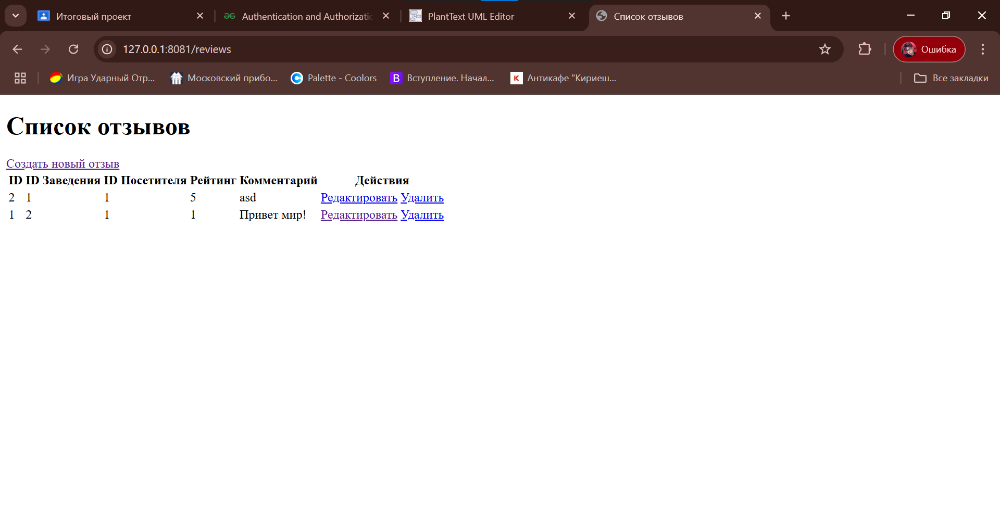 Итоговый проект
Authentication and Authorizatic
PlantText UML Editor
Список отзывов
127.0.0.1:8081/reviews
Ошибка
Игра Ударный Отр...
Московский прибо...
Palette - Coolors
B Вступление. Начал...
K Антикафе "Кириеш...
Все закладки
Список отзывов
Создать новый отзыв
ID ID Заведения ID Посетителя Рейтинг Комментарий Действия
2 1 1 5 asd Редактировать Удалить
1 2 1 1 Привет мир! Редактировать Удалить